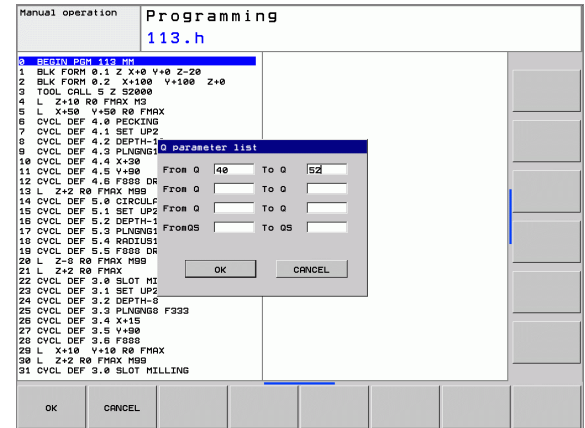 Manual operation
Programming
113.h
0 BEGIN PGM 113 MM
1 BLK FORM 0.1 Z X+0 Y+0 Z-20
2 BLK FORM 0.2 X+100 Y+100 Z+0
3 TOOL CALL 5 Z S2000
4 L Z+10 R0 FMAX M3
5 L X+50 Y+50 R0 FMAX
6 CYCL DEF 4.0 PECKING
7 CYCL DEF 4.1 SET UP2
8 CYCL DEF 4.2 DEPTH-1
9 CYCL DEF 4.3 PLNGNG1
10 CYCL DEF 4.4 X+30
11 CYCL DEF 4.5 Y+90
12 CYCL DEF 4.6 F888 DR
13 L Z+2 R0 FMAX M99
14 CYCL DEF 5.0 CIRCULA
15 CYCL DEF 5.1 SET UP2
16 CYCL DEF 5.2 DEPTH-1
17 CYCL DEF 5.3 PLNGNG1
18 CYCL DEF 5.4 RADIUS1
19 CYCL DEF 5.5 F888 DR
20 L Z-8 R0 FMAX M99
21 L Z+2 R0 FMAX
22 CYCL DEF 3.0 SLOT MI
23 CYCL DEF 3.1 SET UP2
24 CYCL DEF 3.2 DEPTH-8
25 CYCL DEF 3.3 PLNGNG8 F333
26 CYCL DEF 3.4 X+15
27 CYCL DEF 3.5 Y+90
28 CYCL DEF 3.6 F888
29 L X+10 Y+10 R0 FMAX
30 L Z+2 R0 FMAX M99
31 CYCL DEF 3.0 SLOT MILLING
Q parameter list
From Q 40 To Q 52
From Q To Q
From Q To Q
FromQS To QS
OK CANCEL
OK CANCEL